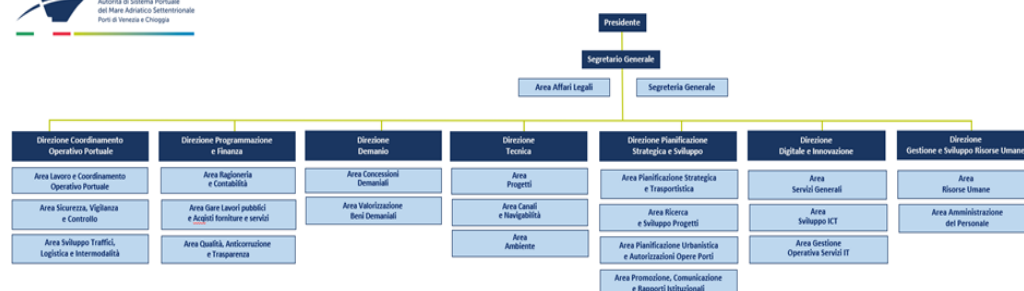 Autorità di Sistema Portuale
del Mare Adriatico Settentrionale
Porti di Venezia e Chioggia
Presidente
Segretario Generale
Area Affari Legali
Segreteria Generale
Direzione Coordinamento
Operativo Portuale
Area Lavoro e Coordinamento
Operativo Portuale
Area Sicurezza, Vigilanza
e Controllo
Area Sviluppo Traffici,
Logistica e Intermodalità
Direzione Programmazione
e Finanza
Area Ragioneria
e Contabilità
Area Gare Lavori pubblici
e Acqisti forniture e servizi
Area Qualità, Anticorruzione
e Trasparenza
Direzione
Demanio
Area Concessioni
Demaniali
Area Valorizzazione
Beni Demaniali
Direzione
Tecnica
Area
Progetti
Area Canali
e Navigabilità
Area
Ambiente
Direzione Pianificazione
Strategica e Sviluppo
Area Pianificazione Strategica
e Trasportistica
Area Ricerca
e Sviluppo Progetti
Area Pianificazione Urbanistica
e Autorizzazioni Opere Porti
Area Promozione, Comunicazione
e Rapporti Istituzionali
Direzione
Digitale e Innovazione
Area
Servizi Generali
Area
Sviluppo ICT
Area Gestione
Operativa Servizi IT
Direzione
Gestione e Sviluppo Risorse Umane
Area
Risorse Umane
Area Amministrazione
del Personale